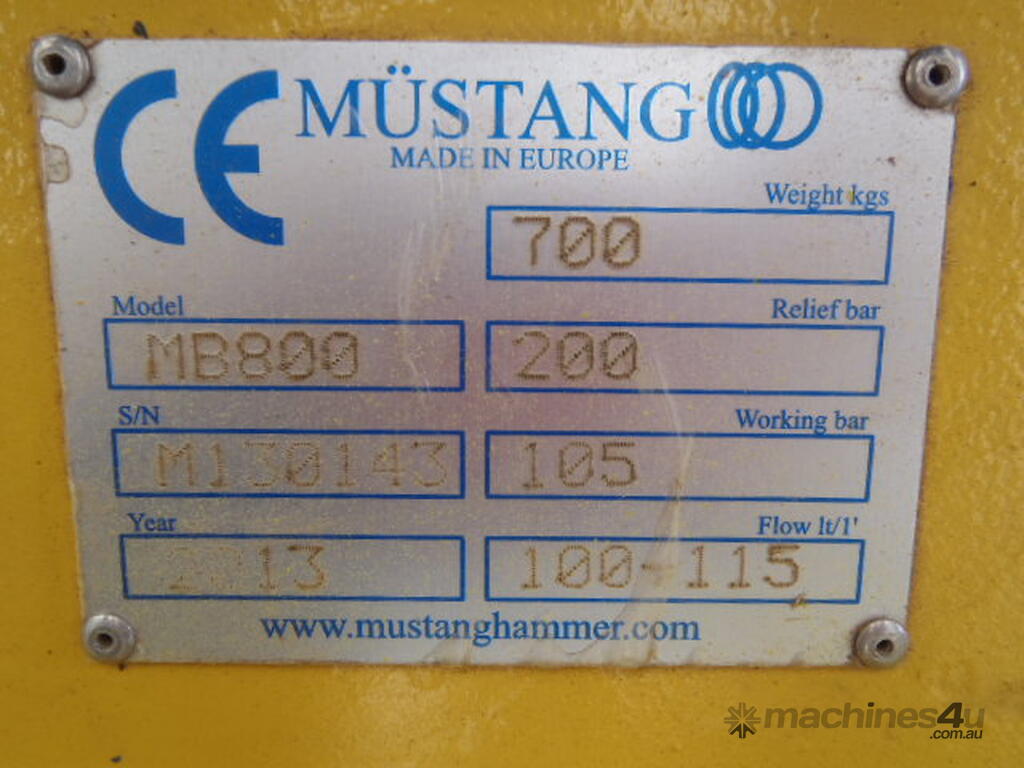 CE MÜSTANG
MADE IN EUROPE
Weight kgs
700
Model
MB800
Relief bar
200
S/N
M130143
Working bar
105
Year
2013
Flow lt/1'
100-115
www.mustanghammer.com
machines4u
.com.au